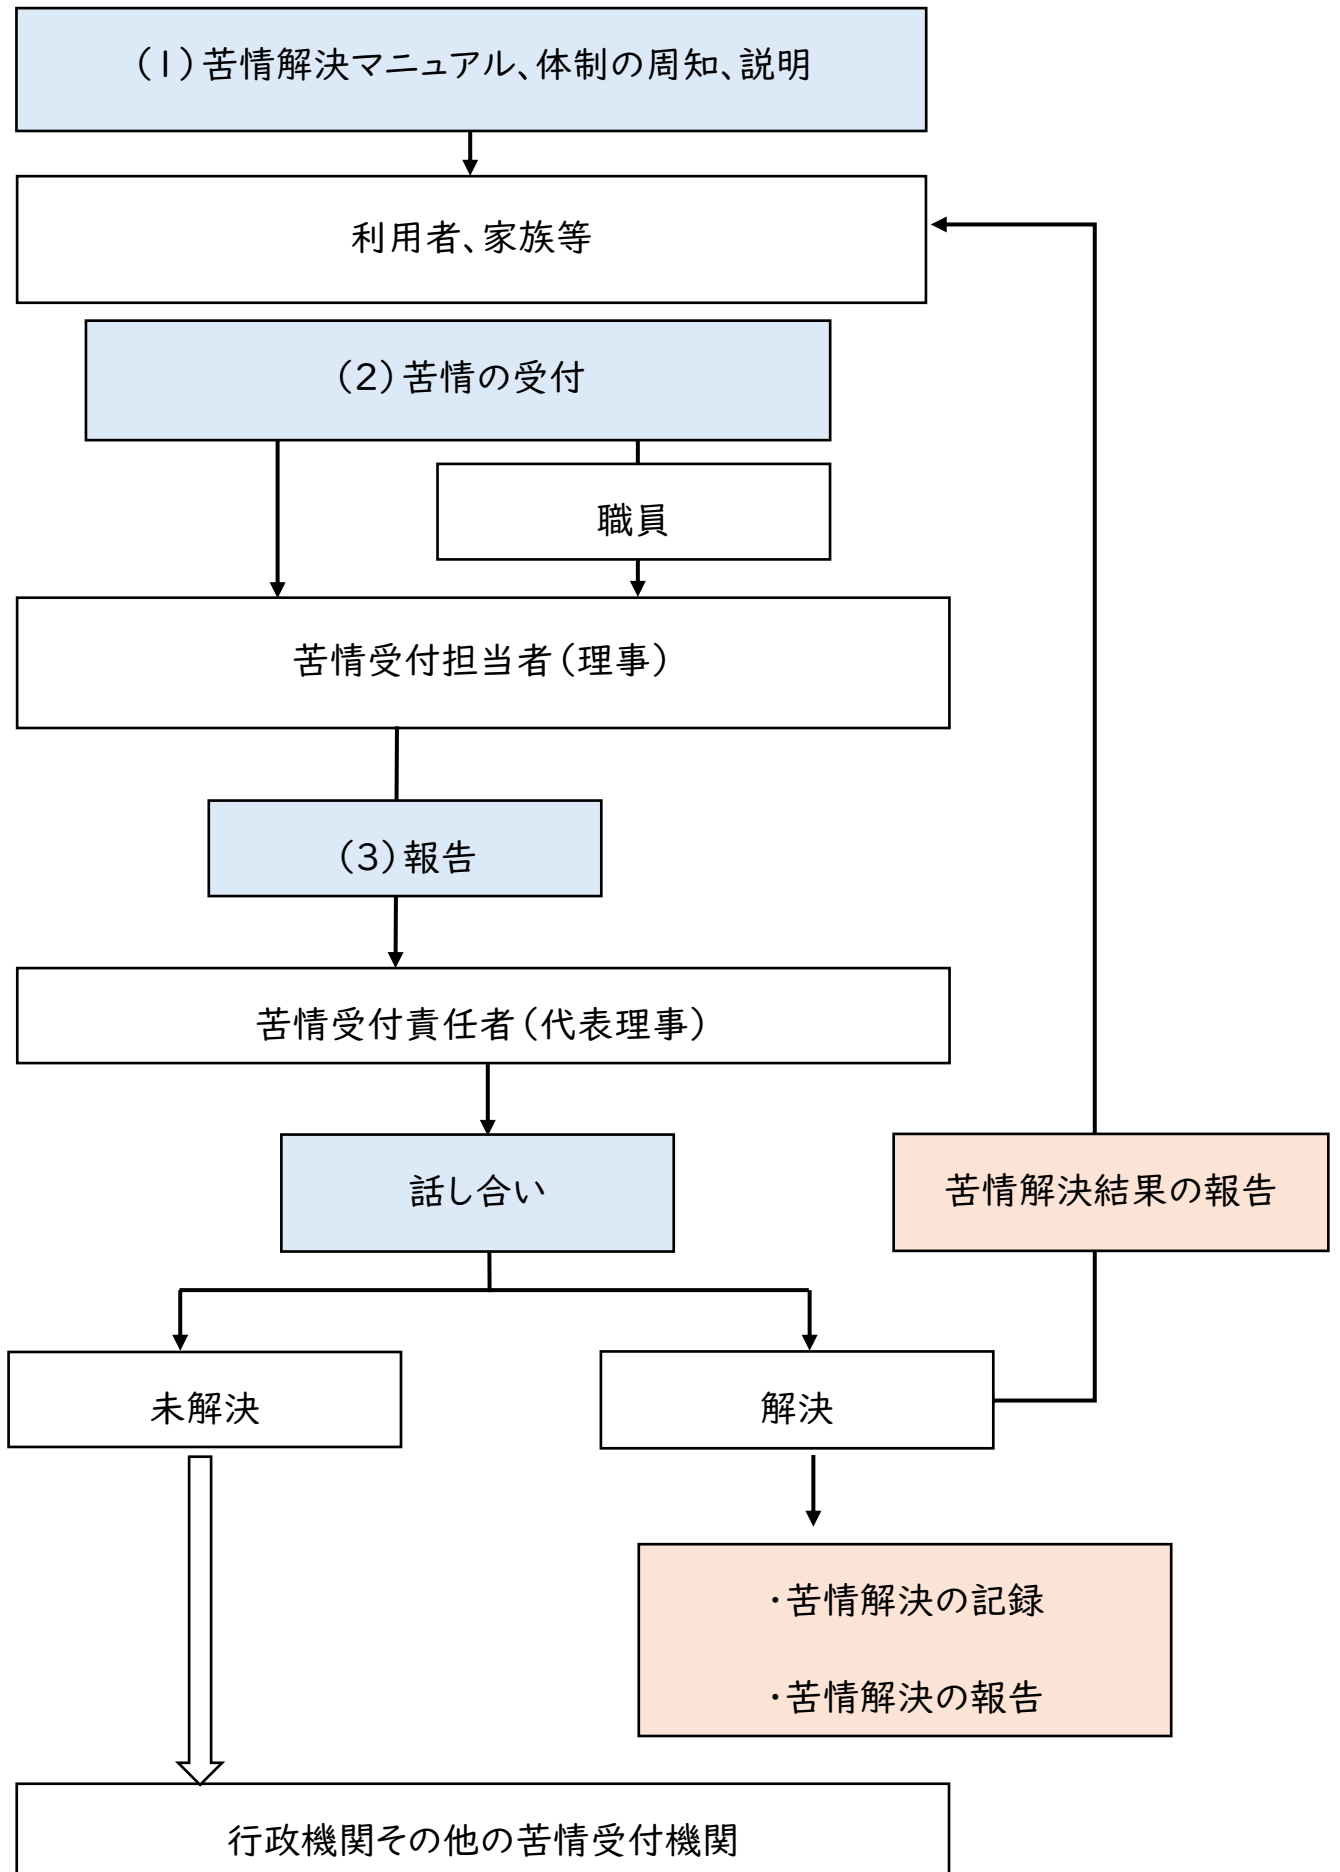 (1)苦情解決マニュアル、体制の周知、説明
利用者、家族等
(2)苦情の受付
職員
苦情受付担当者(理事)
(3)報告
苦情受付責任者(代表理事)
話し合い
苦情解決結果の報告
未解決
解決
・苦情解決の記録
・苦情解決の報告
行政機関その他の苦情受付機関